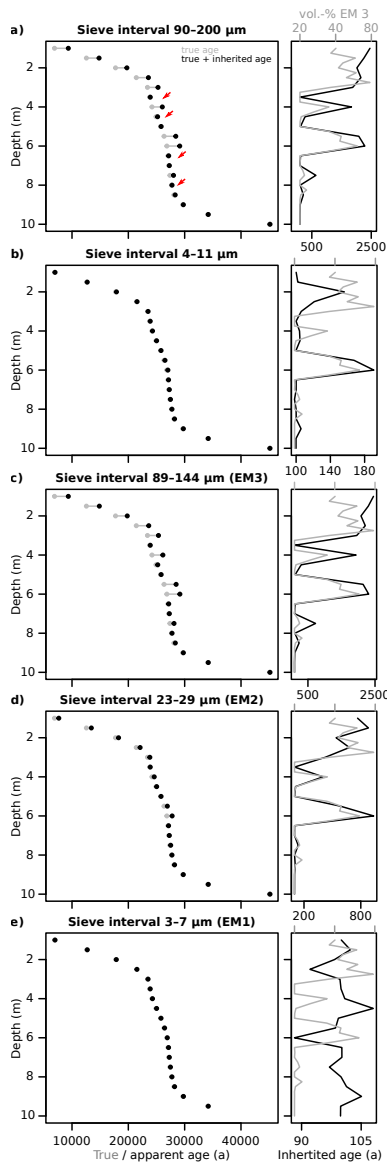 Sieve interval 90–200 µm
vol.-% EM 3
20 40 60 80
a)
true age
true + inherited age
Depth (m)
2
4
6
8
10
500 2500
b)
Sieve interval 4–11 µm
Depth (m)
2
4
6
8
10
100 140 180
c)
Sieve interval 89–144 µm (EM3)
Depth (m)
2
4
6
8
10
500 2500
d)
Sieve interval 23–29 µm (EM2)
Depth (m)
2
4
6
8
10
200 800
e)
Sieve interval 3–7 µm (EM1)
Depth (m)
2
4
6
8
10
10000 20000 30000 40000
True / apparent age (a)
90 105
Inhertited age (a)